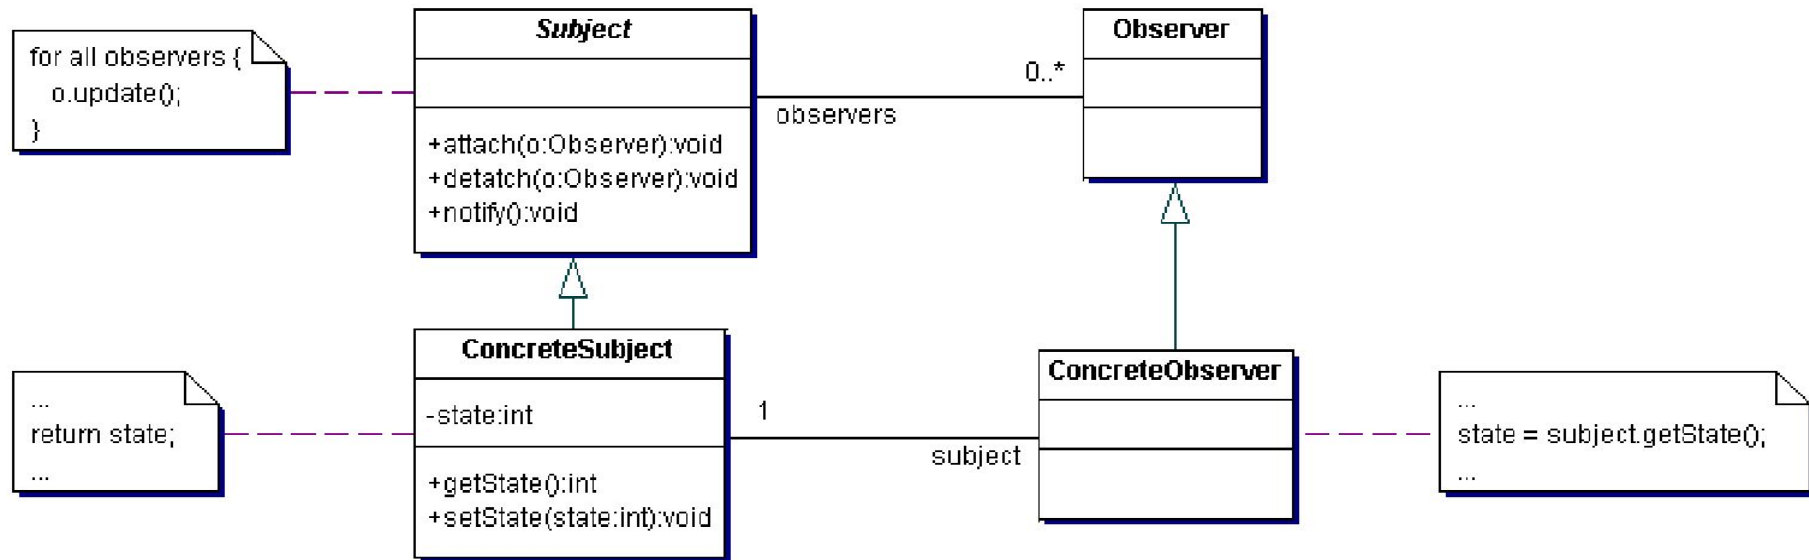 for all observers {
o.update();
}
Subject
+attach(o:Observer):void
+detatch(o:Observer):void
+notify():void
0..*
observers
Observer
...
return state;
...
ConcreteSubject
-state:int
+getState():int
+setState(state:int):void
1
subject
ConcreteObserver
...
state = subject.getState();
...